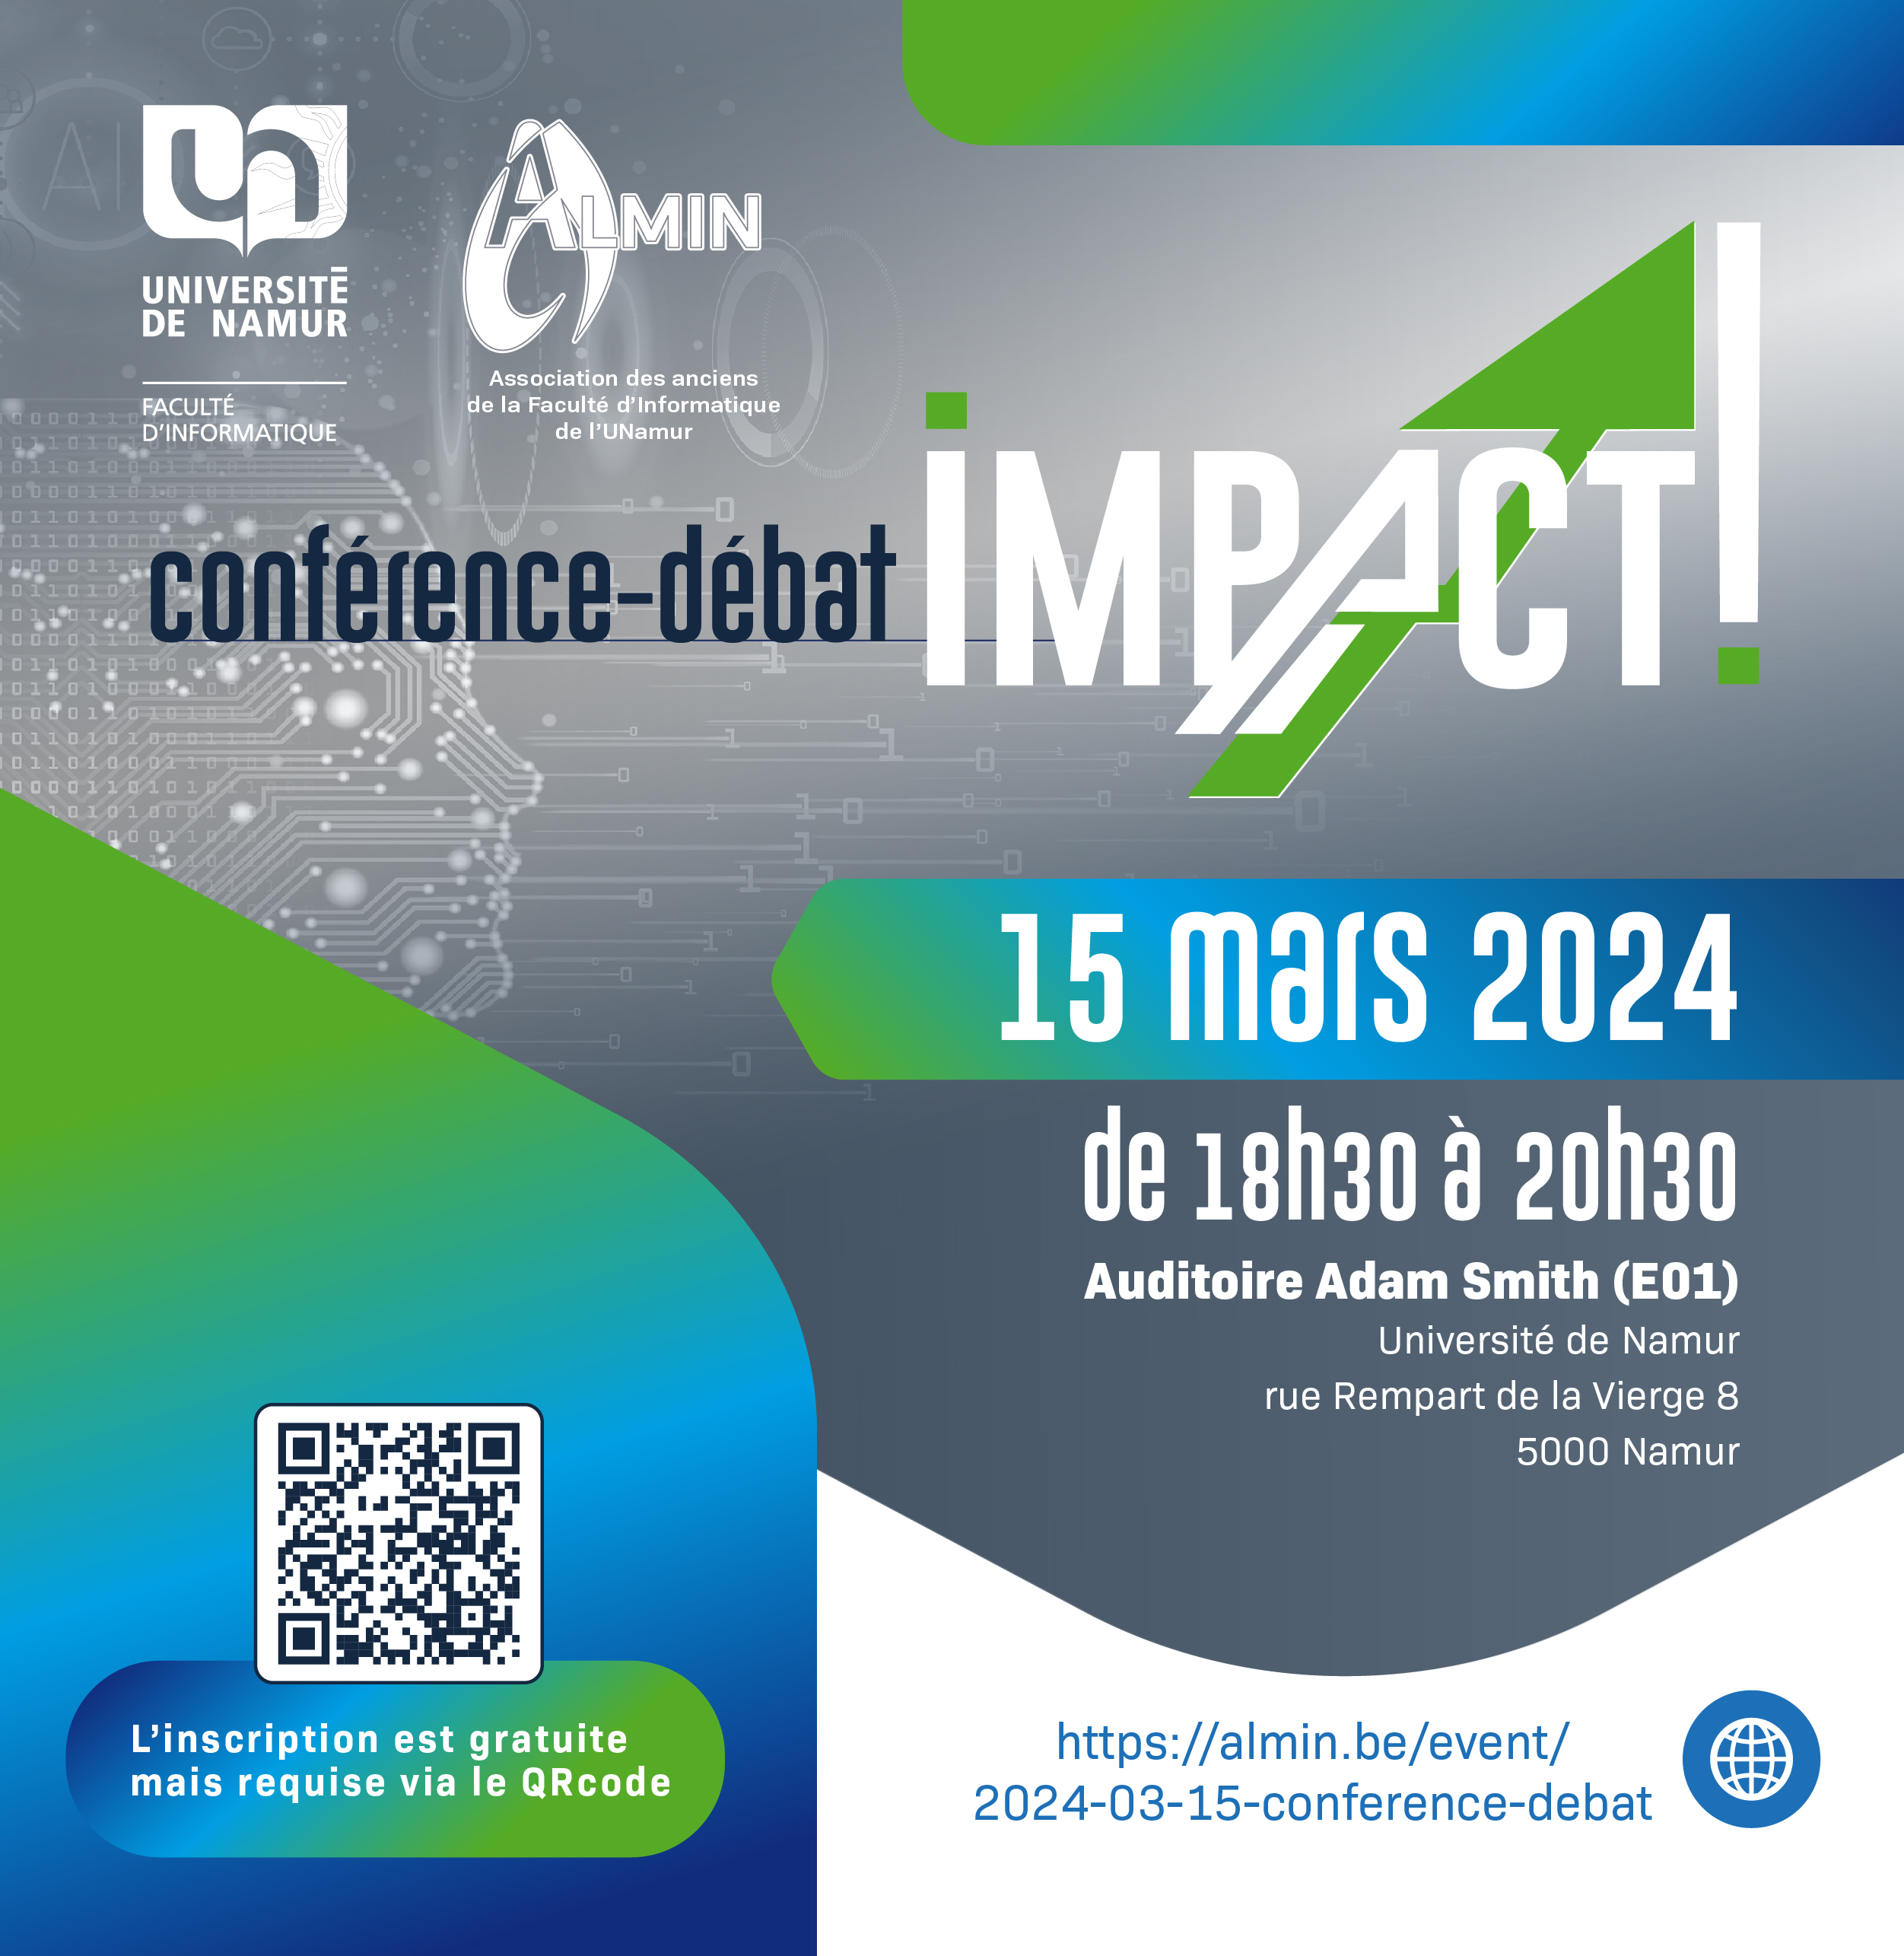 UNIVERSITÉ
DE NAMUR
FACULTÉ
D'INFORMATIQUE
ALMIN
Association des anciens
de la Faculté d'Informatique
de l'UNamur
conférence-débat
iMPACT!
15 mars 2024
de 18h30 à 20h30
Auditoire Adam Smith (E01)
Université de Namur
rue Rempart de la Vierge 8
5000 Namur
L'inscription est gratuite
mais requise via le QRcode
https://almin.be/event/
2024-03-15-conference-debat